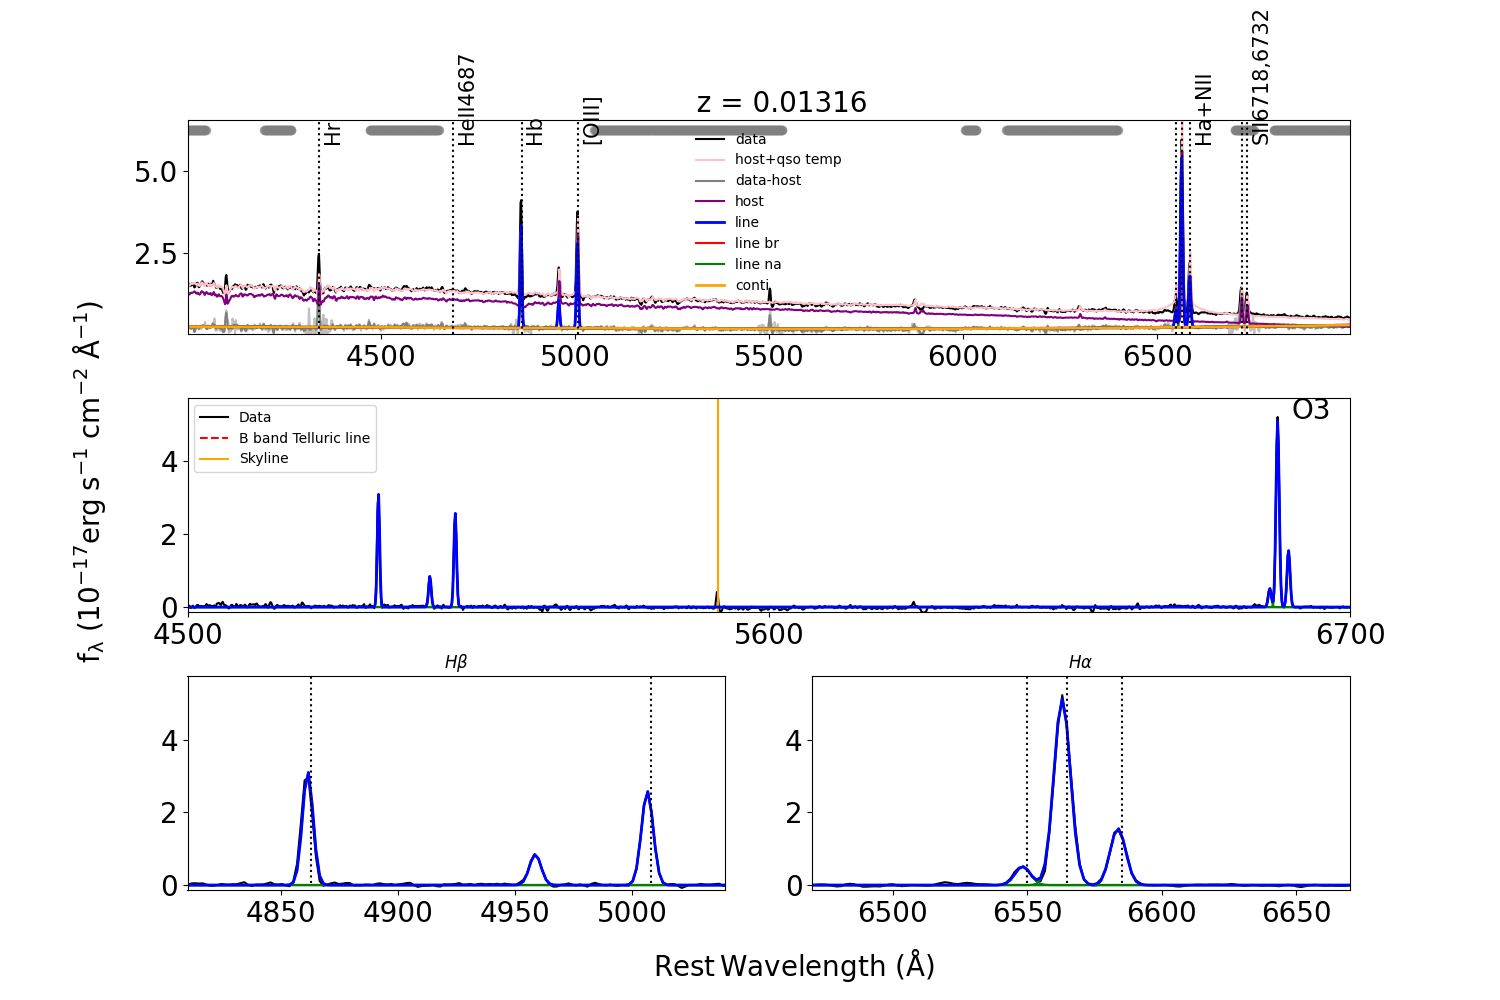 z = 0.01316
Hr
HeII4687
Hb
[OIII]
Ha+NII
SII6718,6732
data
host+qso temp
data-host
host
line
line br
line na
conti
5.0
2.5
4500 5000 5500 6000 6500
f_λ (10⁻¹⁷erg s⁻¹ cm⁻² Å⁻¹)
Data
B band Telluric line
Skyline
O3
4
2
0
4500 5600 6700
Hβ
4
2
0
4850 4900 4950 5000
Hα
4
2
0
6500 6550 6600 6650
Rest Wavelength (Å)